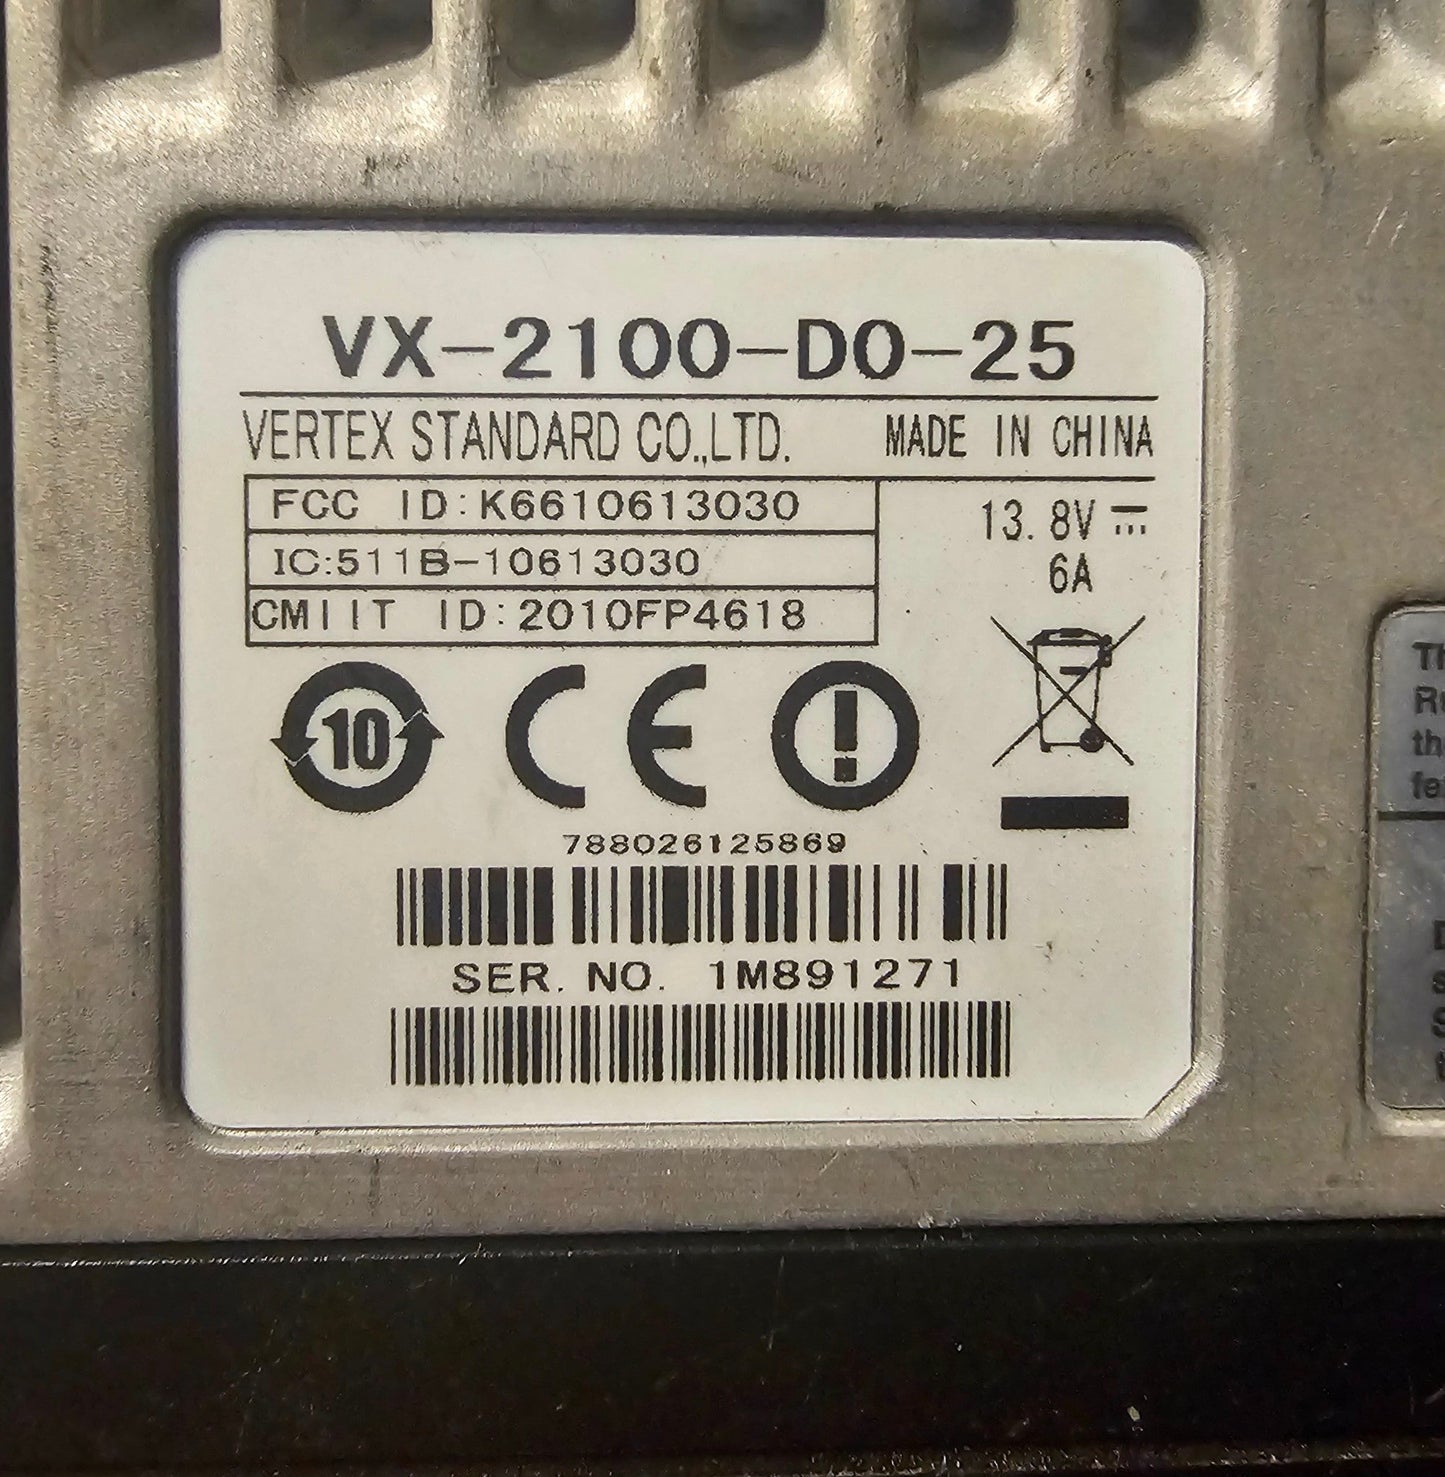 VX-2100-D0-25
VERTEX STANDARD CO.,LTD. MADE IN CHINA
FCC ID:K6610613030
IC:511B-10613030
CMIIT ID:2010FP4618
13.8V
6A
10
CE
!
788026125869
SER. NO. 1M891271